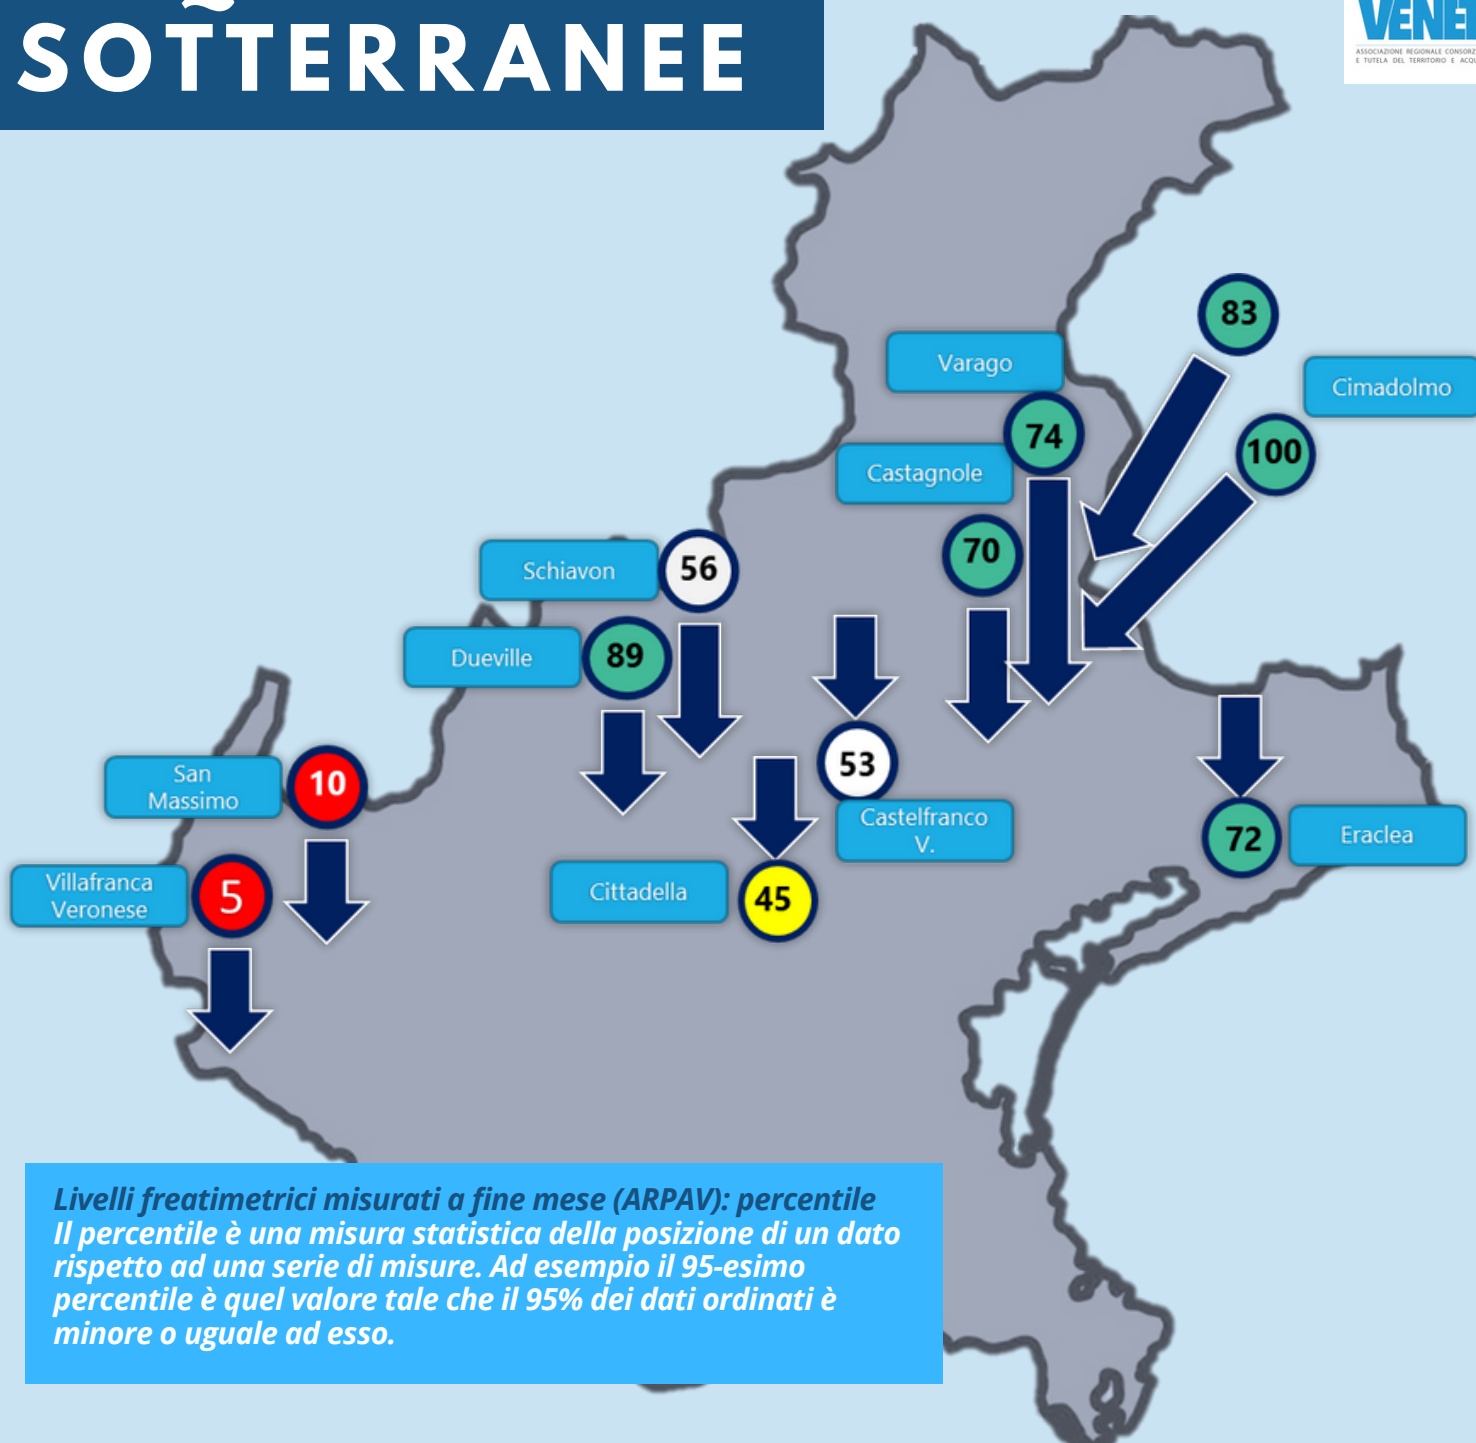 SOTTERRANEE
ASSOCIAZIONE REGIONALE
E TUTELA DEL TERRITORIO E
83
Varago
Cimadolmo
74
100
Castagnole
70
Schiavon
56
Dueville
89
San
Massimo
10
53
Castelfranco
V.
72
Eraclea
Villafranca
Veronese
5
Cittadella
45
Livelli freatimetrici misurati a fine mese (ARPAV): percentile
Il percentile è una misura statistica della posizione di un dato
rispetto ad una serie di misure. Ad esempio il 95-esimo
percentile è quel valore tale che il 95% dei dati ordinati è
minore o uguale ad esso.